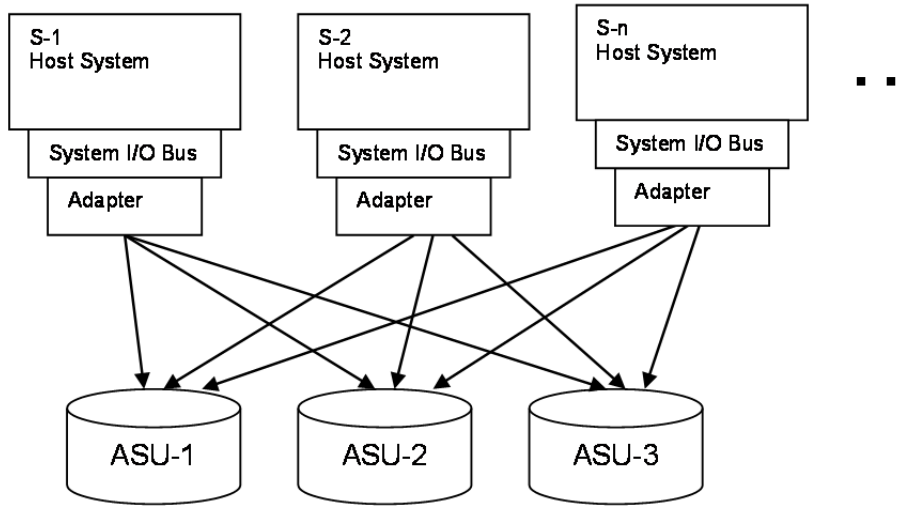 S-1
Host System
System I/O Bus
Adapter
S-2
Host System
System I/O Bus
Adapter
S-n
Host System
System I/O Bus
Adapter
. .
ASU-1
ASU-2
ASU-3